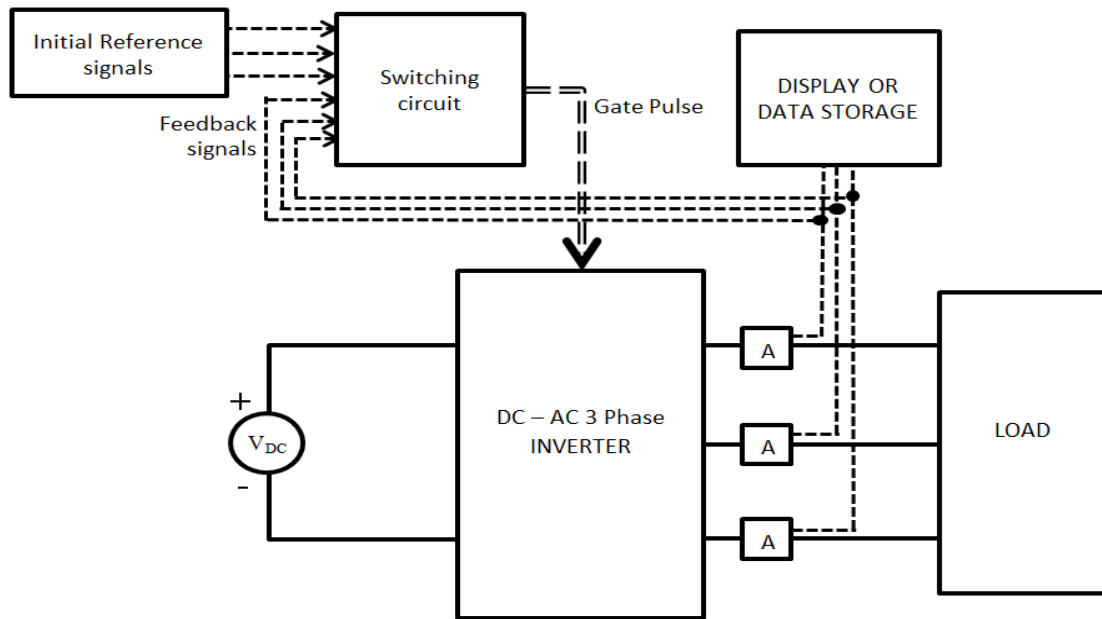 Initial Reference
signals
Switching
circuit
Gate Pulse
DISPLAY OR
DATA STORAGE
Feedback
signals
A
A
A
DC – AC 3 Phase
INVERTER
LOAD
+
VDC
-